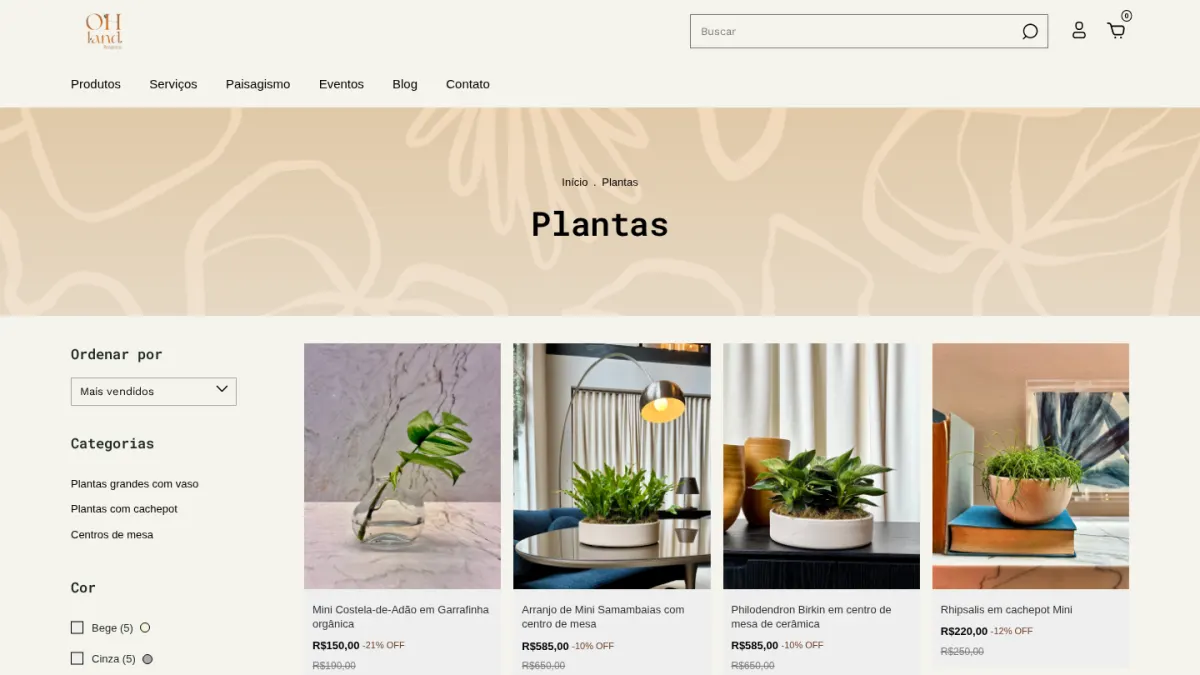 OH
land
Buscar
0
Produtos
Serviços
Paisagismo
Eventos
Blog
Contato
Início . Plantas
Plantas
Ordenar por
Mais vendidos
Categorias
Plantas grandes com vaso
Plantas com cachepot
Centros de mesa
Cor
Bege (5)
Cinza (5)
Mini Costela-de-Adão em Garrafinha
orgânica
R$150,00 -21% OFF
R$190,00
Arranjo de Mini Samambaias com
centro de mesa
R$585,00 -10% OFF
R$650,00
Philodendron Birkin em centro de
mesa de cerâmica
R$585,00 -10% OFF
R$650,00
Rhipsalis em cachepot Mini
R$220,00 -12% OFF
R$250,00